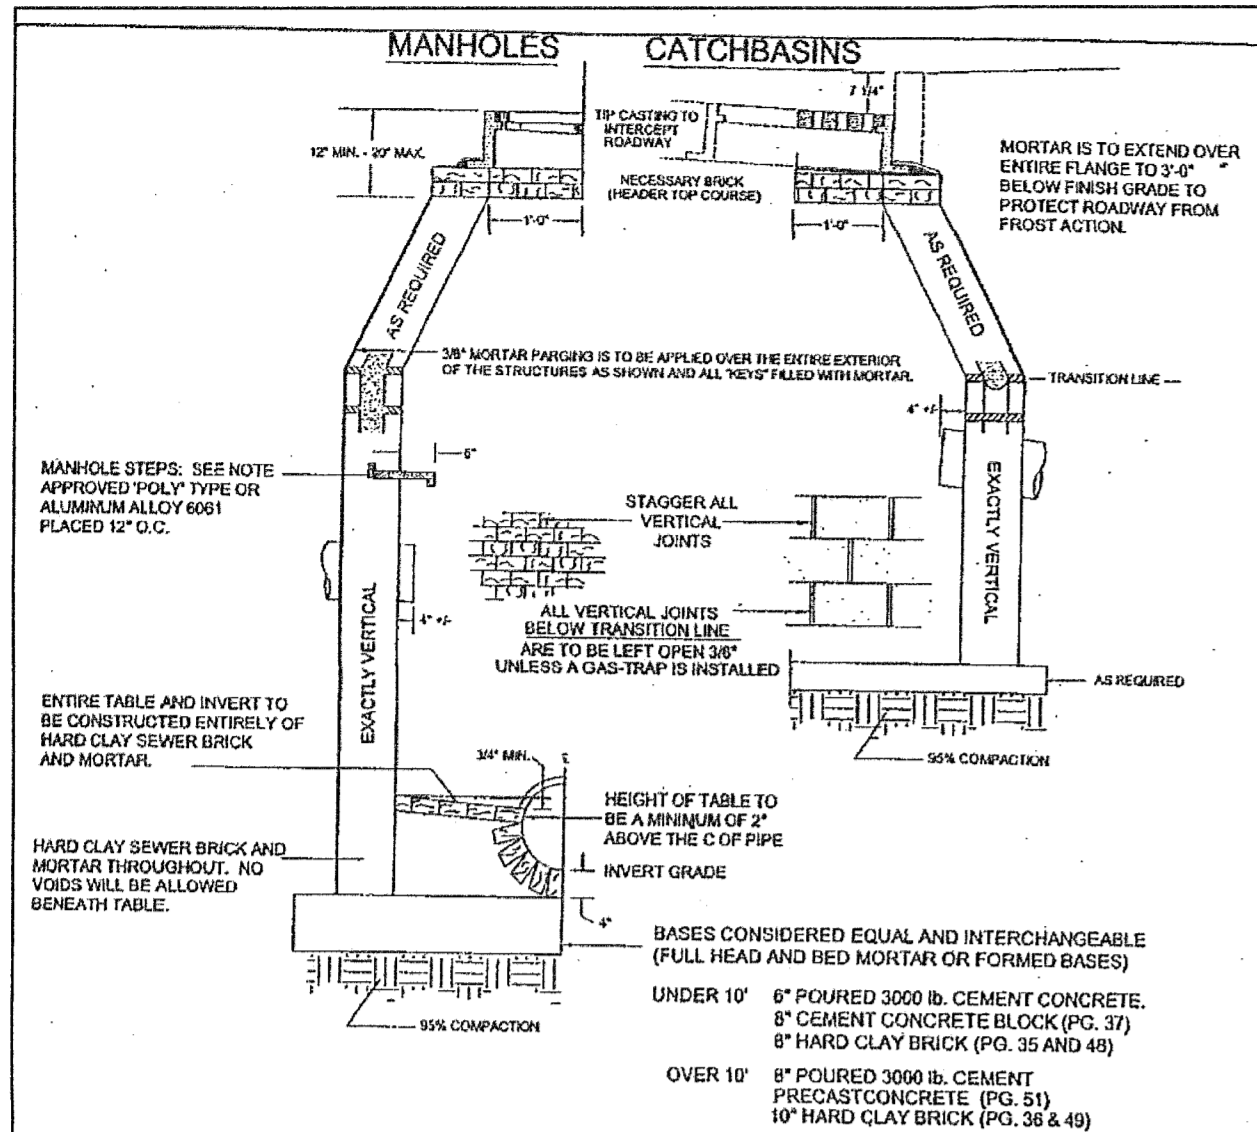 MANHOLES
CATCHBASINS
7 1/4"
TIP CASTING TO
INTERCEPT
ROADWAY
12" MIN. - 20" MAX.
MORTAR IS TO EXTEND OVER
ENTIRE FLANGE TO 3'-0"
BELOW FINISH GRADE TO
PROTECT ROADWAY FROM
FROST ACTION.
NECESSARY BRICK
(HEADER TOP COURSE)
1'-0"
1'-0"
AS REQUIRED
AS REQUIRED
3/8" MORTAR PARGING IS TO BE APPLIED OVER THE ENTIRE EXTERIOR
OF THE STRUCTURES AS SHOWN AND ALL "KEYS" FILLED WITH MORTAR.
TRANSITION LINE
4" +/-
6"
MANHOLE STEPS: SEE NOTE
APPROVED 'POLY' TYPE OR
ALUMINUM ALLOY 6061
PLACED 12" O.C.
STAGGER ALL
VERTICAL
JOINTS
EXACTLY VERTICAL
EXACTLY VERTICAL
4" +/-
ALL VERTICAL JOINTS
BELOW TRANSITION LINE
ARE TO BE LEFT OPEN 3/6"
UNLESS A GAS-TRAP IS INSTALLED
AS REQUIRED
95% COMPACTION
ENTIRE TABLE AND INVERT TO
BE CONSTRUCTED ENTIRELY OF
HARD CLAY SEWER BRICK
AND MORTAR.
3/4" MIN.
HEIGHT OF TABLE TO
BE A MINIMUM OF 2"
ABOVE THE C OF PIPE
INVERT GRADE
HARD CLAY SEWER BRICK AND
MORTAR THROUGHOUT. NO
VOIDS WILL BE ALLOWED
BENEATH TABLE.
4"
95% COMPACTION
BASES CONSIDERED EQUAL AND INTERCHANGEABLE
(FULL HEAD AND BED MORTAR OR FORMED BASES)
UNDER 10' 6" POURED 3000 lb. CEMENT CONCRETE.
8" CEMENT CONCRETE BLOCK (PG. 37)
8" HARD CLAY BRICK (PG. 35 AND 48)
OVER 10' 8" POURED 3000 lb. CEMENT
PRECASTCONCRETE (PG. 51)
10" HARD CLAY BRICK (PG. 36 & 49)